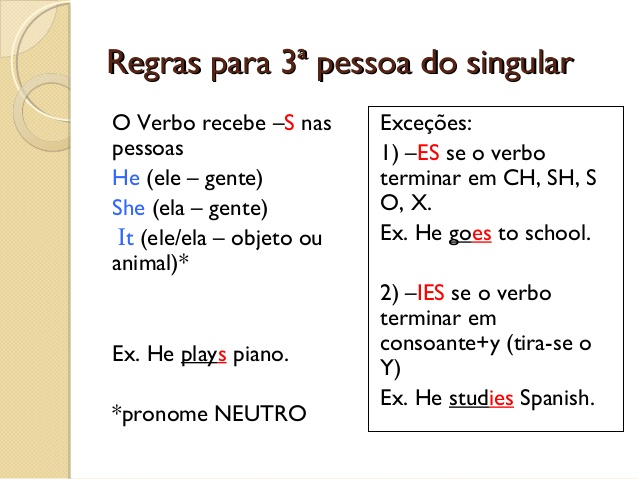 Regras para 3ª pessoa do singular
O Verbo recebe –S nas
pessoas
He (ele – gente)
She (ela – gente)
It (ele/ela – objeto ou
animal)*
Ex. He plays piano.
*pronome NEUTRO
Exceções:
1) –ES se o verbo
terminar em CH, SH, S
O, X.
Ex. He goes to school.
2) –IES se o verbo
terminar em
consoante+y (tira-se o
Y)
Ex. He studies Spanish.